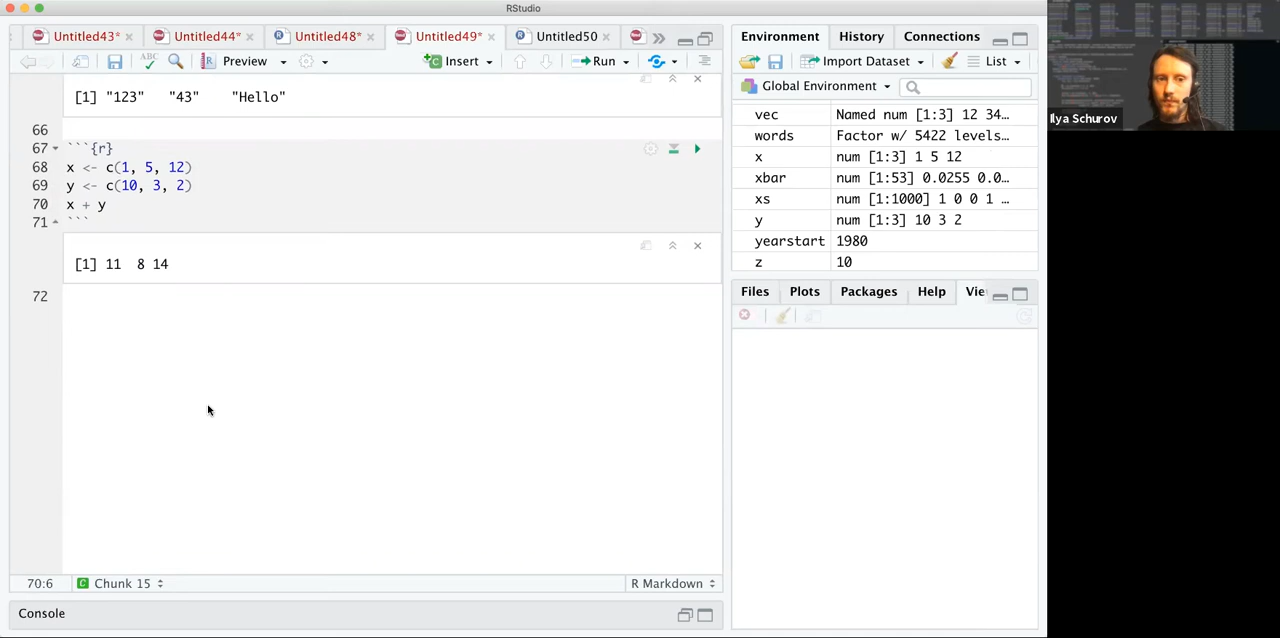 RStudio
Untitled43* Untitled44* Untitled48* Untitled49* Untitled50
Preview Insert Run
[1] "123" "43" "Hello"
66
67 ```{r}
68 x <- c(1, 5, 12)
69 y <- c(10, 3, 2)
70 x + y
71 ```
[1] 11 8 14
72
70:6 C Chunk 15 R Markdown
Console
Environment History Connections
Import Dataset List
Global Environment
vec Named num [1:3] 12 34…
words Factor w/ 5422 levels…
x num [1:3] 1 5 12
xbar num [1:53] 0.0255 0.0…
xs num [1:1000] 1 0 0 1 …
y num [1:3] 10 3 2
yearstart 1980
z 10
Files Plots Packages Help Vie
Ilya Schurov